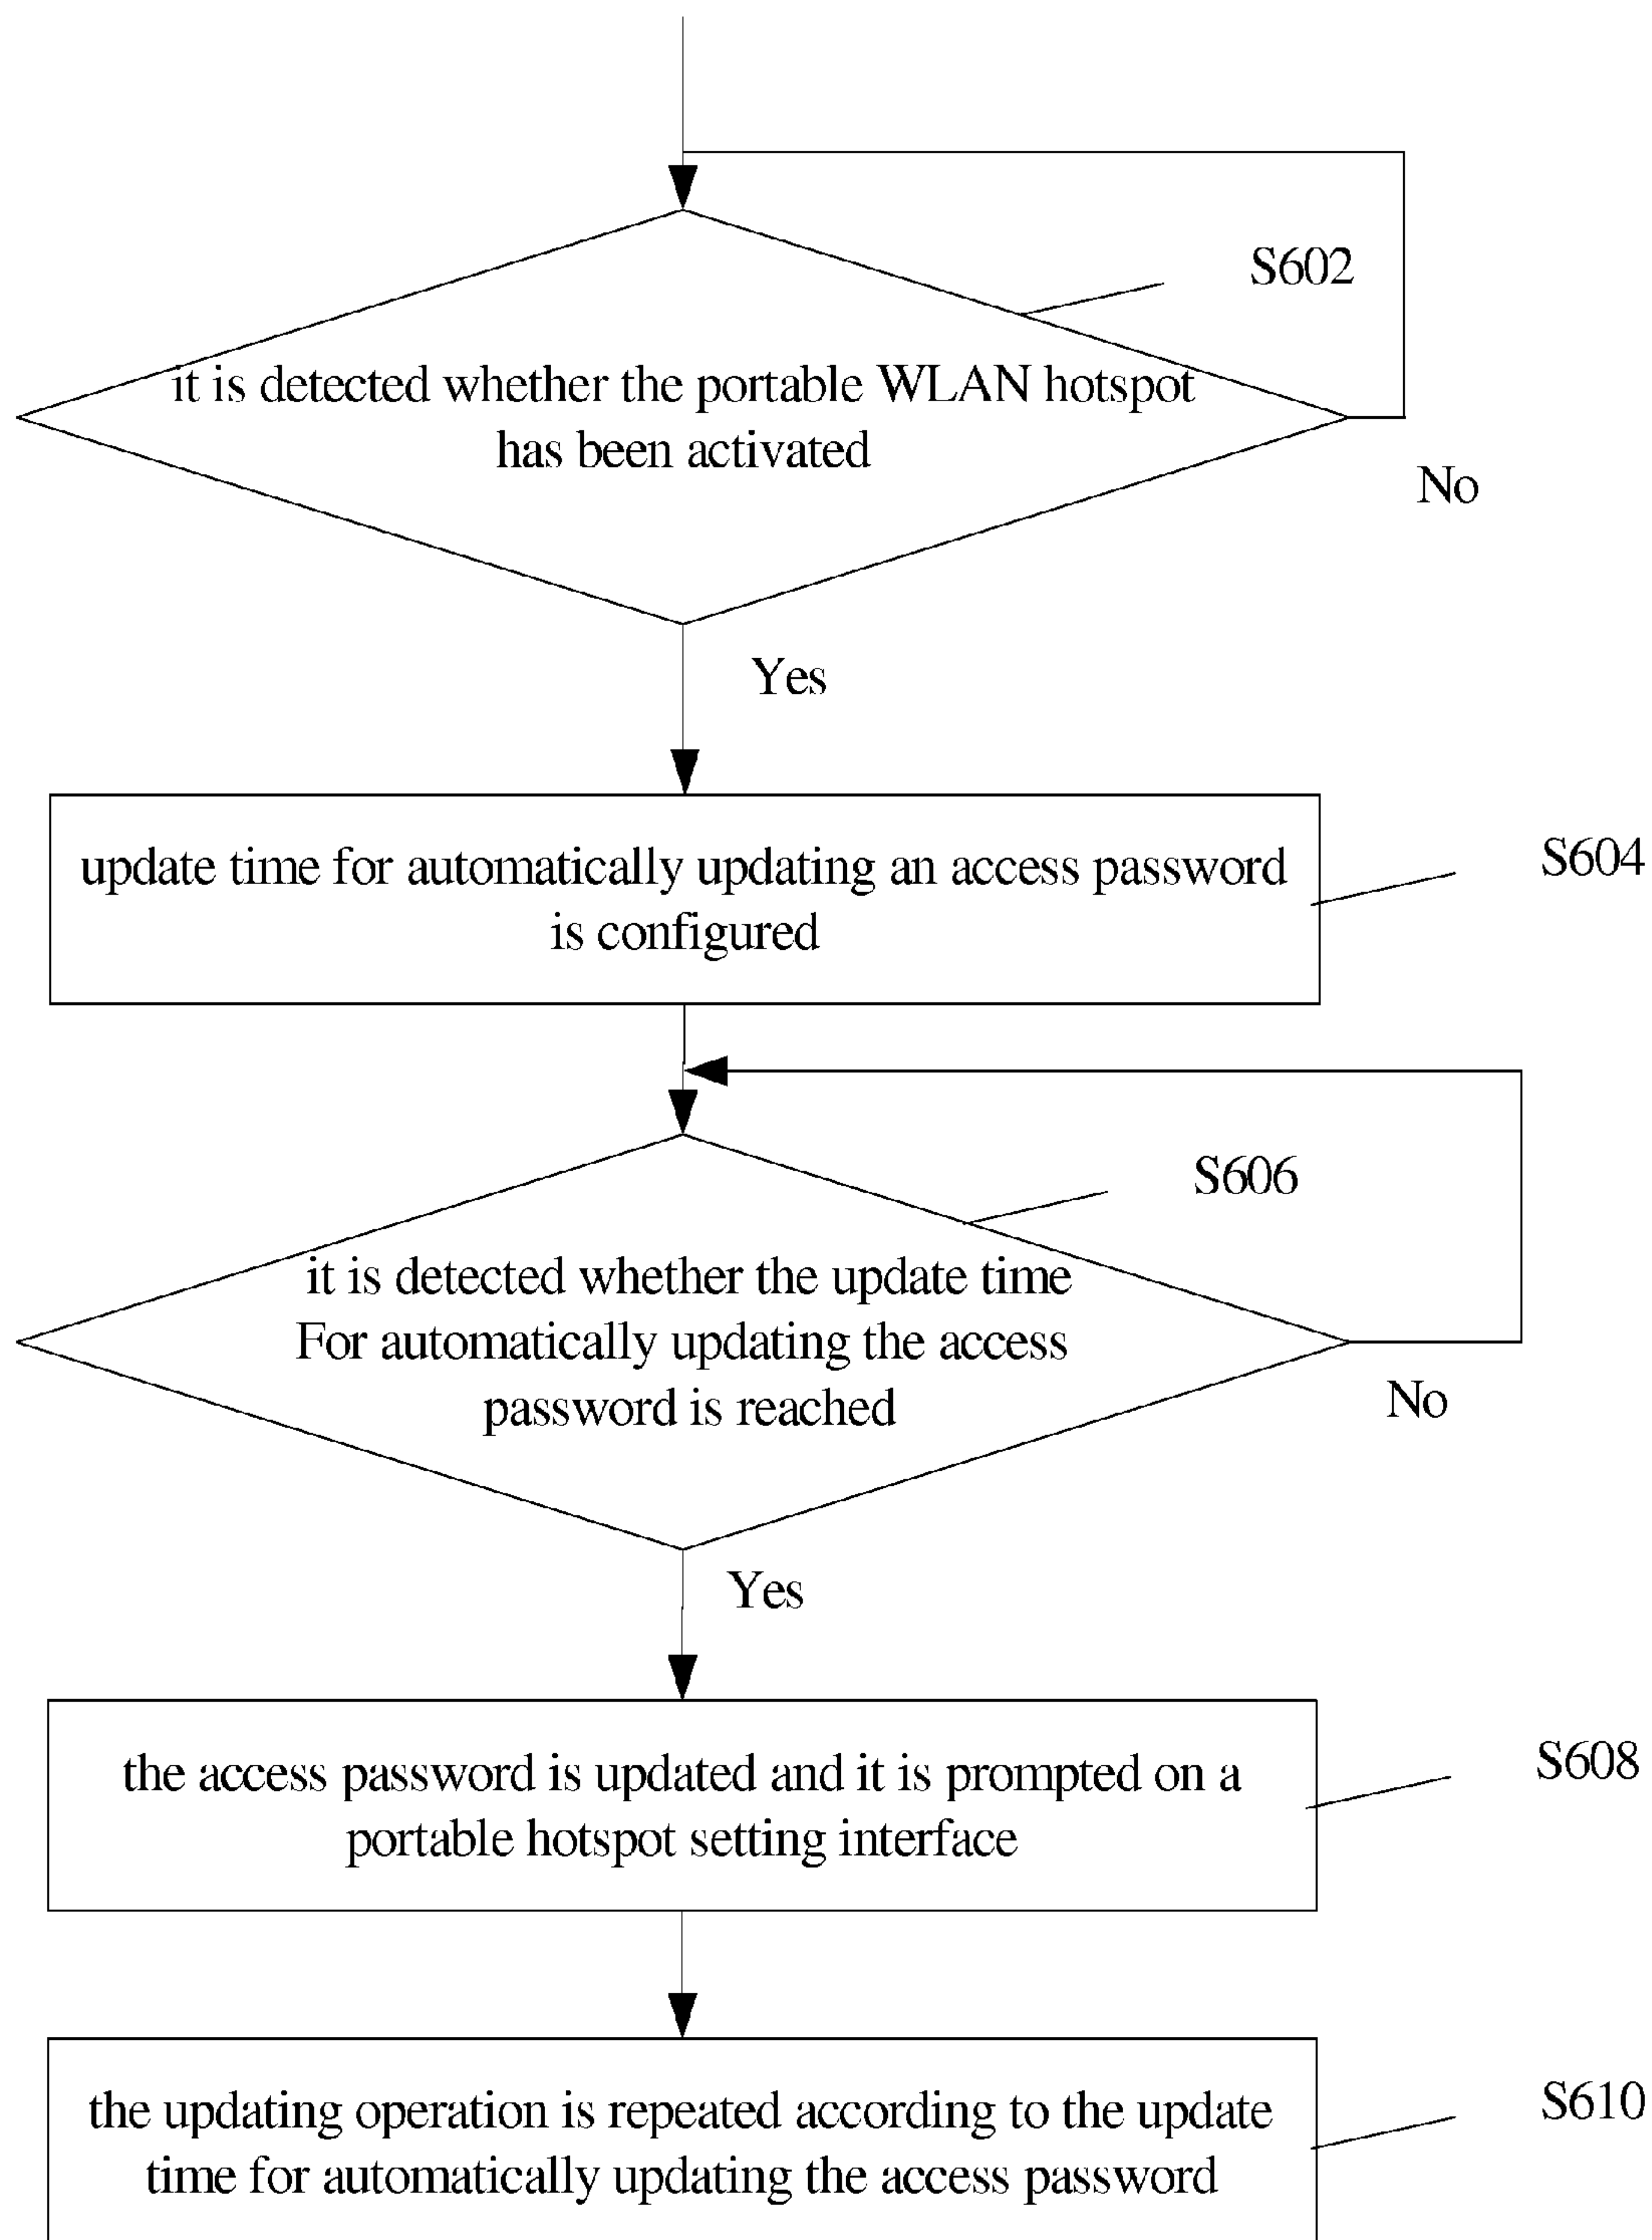 S602
it is detected whether the portable WLAN hotspot
has been activated
No
Yes
update time for automatically updating an access password
is configured
S604
S606
it is detected whether the update time
For automatically updating the access
password is reached
No
Yes
the access password is updated and it is prompted on a
portable hotspot setting interface
S608
the updating operation is repeated according to the update
time for automatically updating the access password
S610